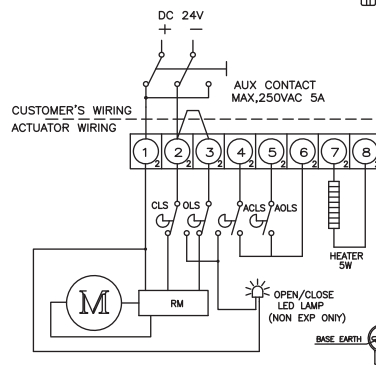 DC 24V
+ −
AUX CONTACT
MAX,250VAC 5A
CUSTOMER'S WIRING
ACTUATOR WIRING
1 2 2 2 3 2 4 2 5 2 6 2 7 2 8 2
CLS OLS ACLS AOLS
HEATER
5W
M
RM
OPEN/CLOSE
LED LAMP
(NON EXP ONLY)
BASE EARTH